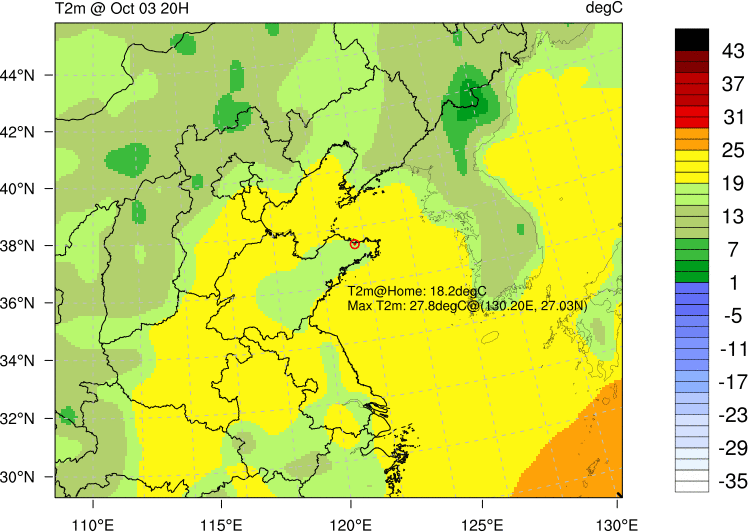 T2m @ Oct 03 20H
degC
44°N
42°N
40°N
38°N
36°N
34°N
32°N
30°N
T2m@Home: 18.2degC
Max T2m: 27.8degC@(130.20E, 27.03N)
110°E
115°E
120°E
125°E
130°E
43
37
31
25
19
13
7
1
-5
-11
-17
-23
-29
-35